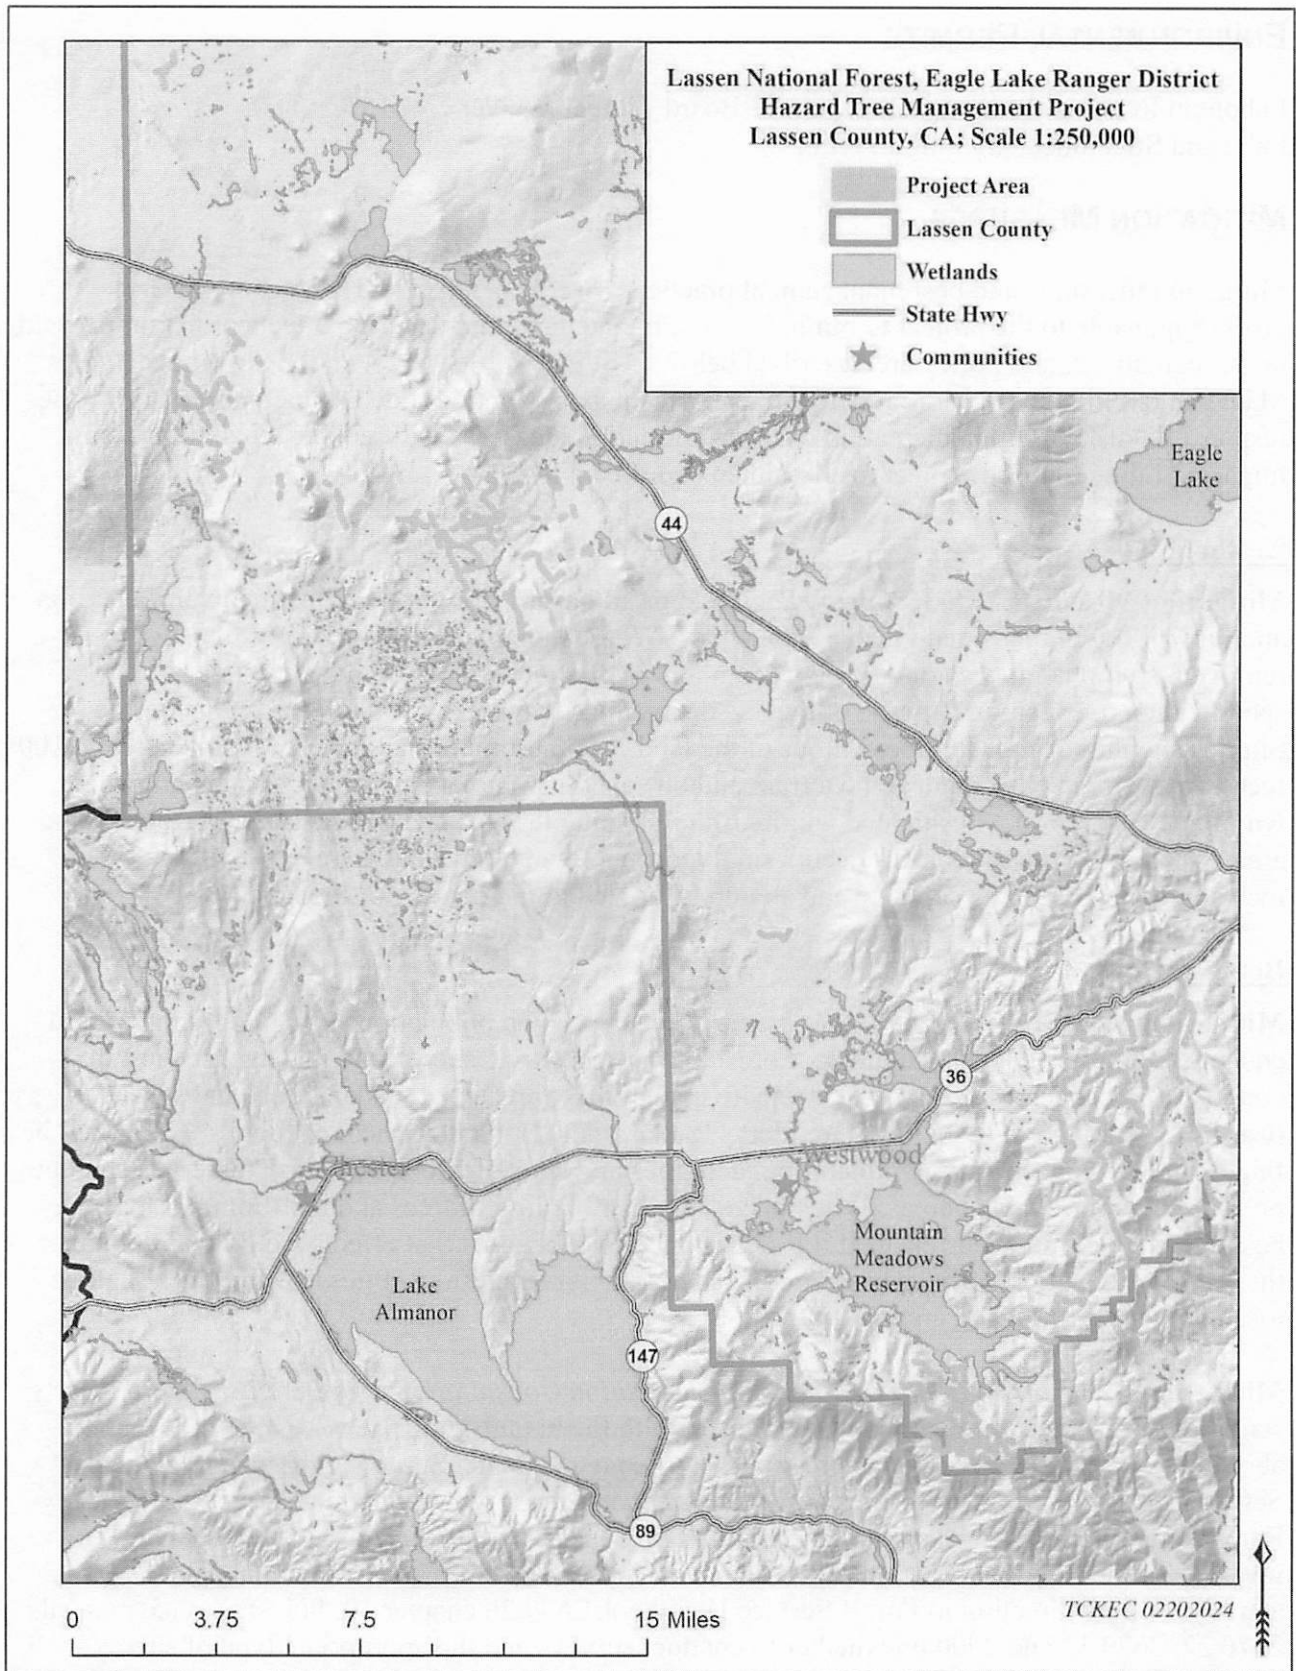 Lassen National Forest, Eagle Lake Ranger District
Hazard Tree Management Project
Lassen County, CA; Scale 1:250,000
Project Area
Lassen County
Wetlands
State Hwy
Communities
Eagle
Lake
44
36
Chester
Westwood
Mountain
Meadows
Reservoir
Lake
Almanor
147
89
0 3.75 7.5 15 Miles
TCKEC 02202024